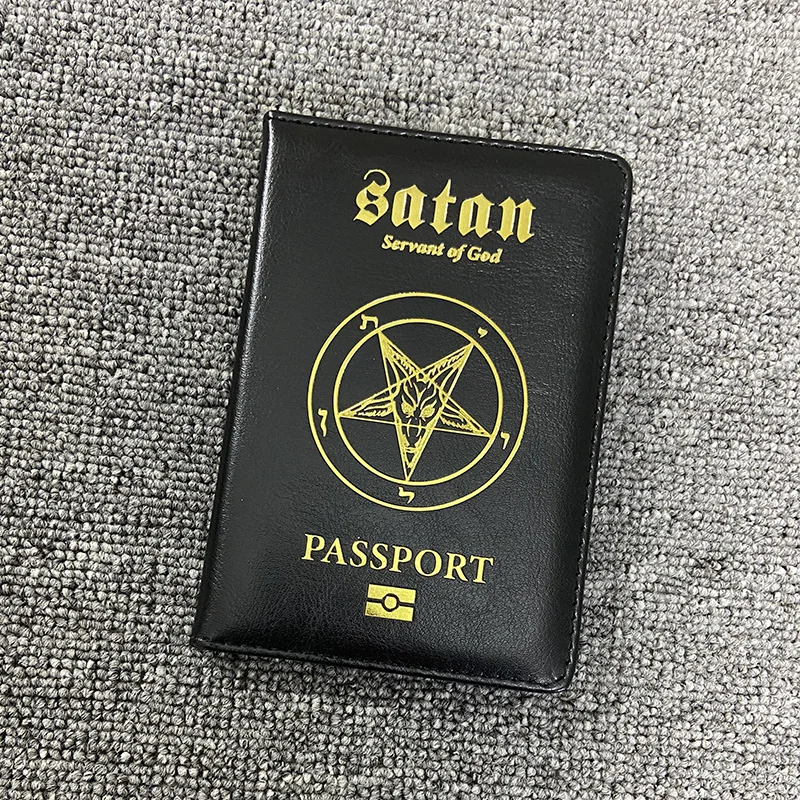 Satan
Servant of God
ת
י
ן
ו
ל
PASSPORT